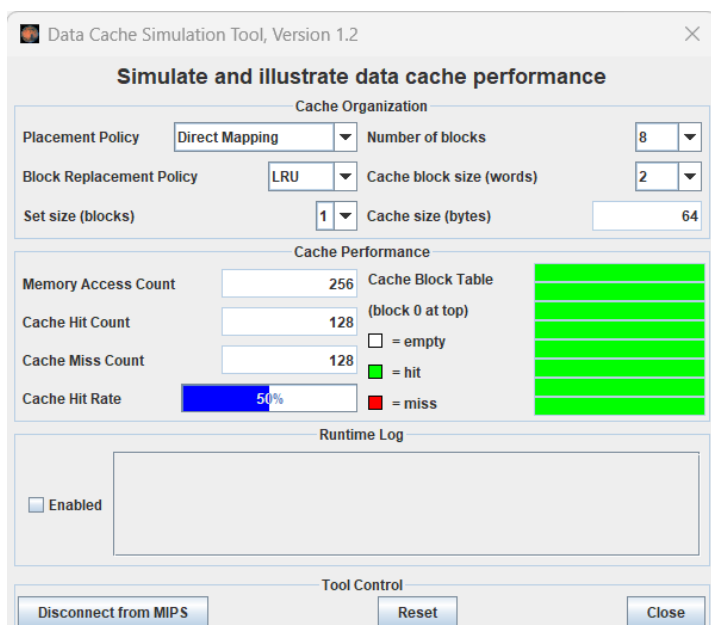 Data Cache Simulation Tool, Version 1.2
Simulate and illustrate data cache performance
Cache Organization
Placement Policy Direct Mapping Number of blocks 8
Block Replacement Policy LRU Cache block size (words) 2
Set size (blocks) 1 Cache size (bytes) 64
Cache Performance
Memory Access Count 256 Cache Block Table
(block 0 at top)
Cache Hit Count 128
= empty
Cache Miss Count 128
= hit
Cache Hit Rate 50%
= miss
Runtime Log
Enabled
Tool Control
Disconnect from MIPS Reset Close